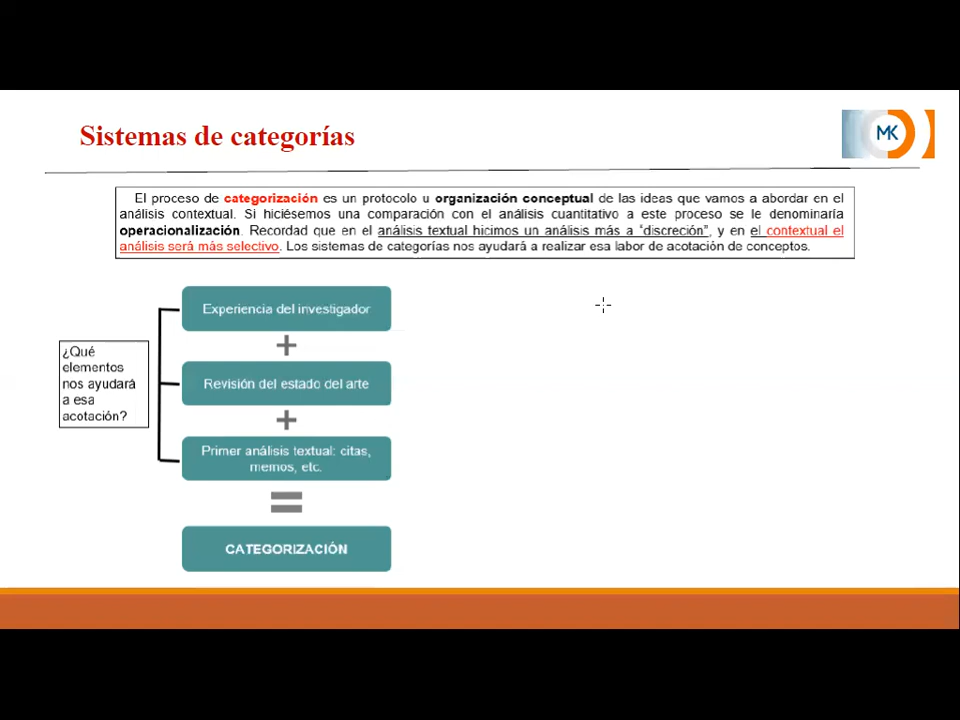 Sistemas de categorías
MK
El proceso de categorización es un protocolo u organización conceptual de las ideas que vamos a abordar en el
análisis contextual. Si hiciésemos una comparación con el análisis cuantitativo a este proceso se le denominaría
operacionalización. Recordad que en el análisis textual hicimos un análisis más a “discreción”, y en el contextual el
análisis será más selectivo. Los sistemas de categorías nos ayudará a realizar esa labor de acotación de conceptos.
¿Qué
elementos
nos ayudará
a esa
acotación?
Experiencia del investigador
+
Revisión del estado del arte
+
Primer análisis textual: citas,
memos, etc.
=
CATEGORIZACIÓN